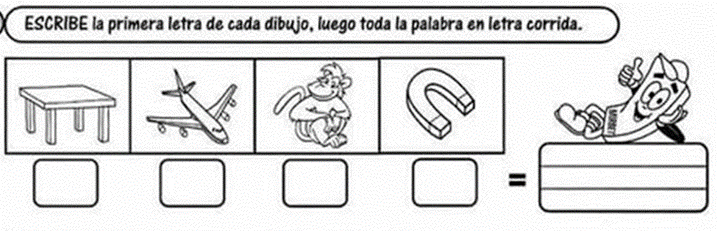 ESCRIBE la primera letra de cada dibujo, luego toda la palabra en letra corrida.
=